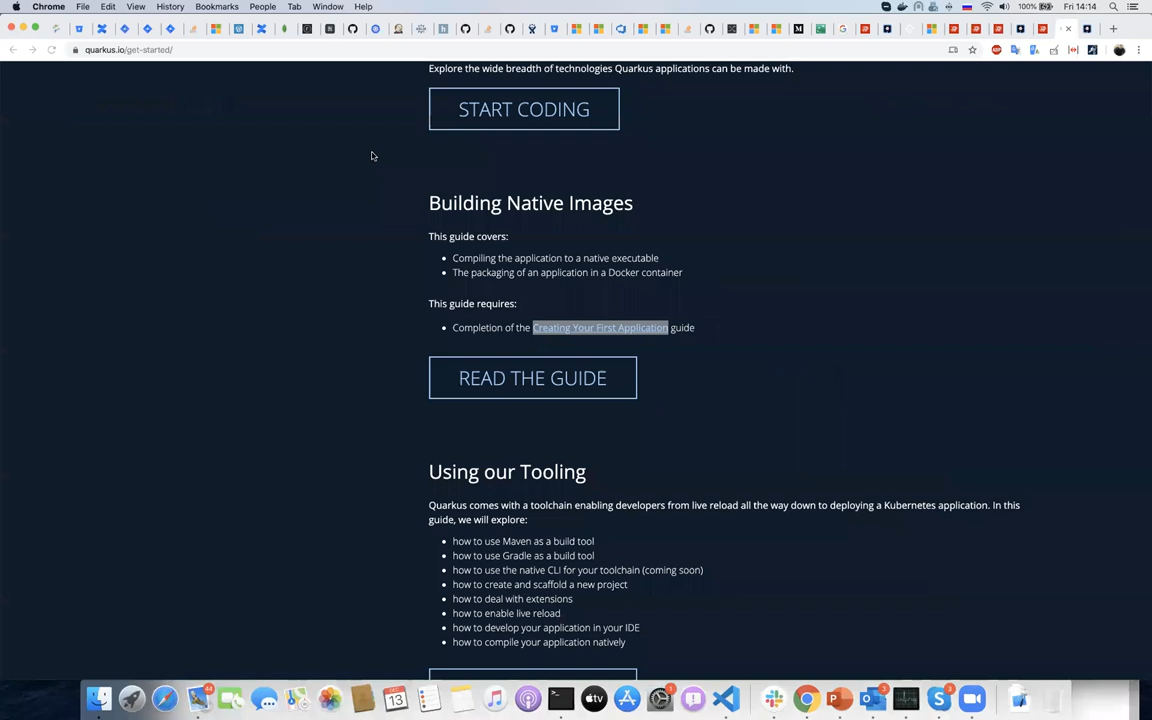 Chrome File Edit View History Bookmarks People Tab Window Help 100% Fri 14:14
quarkus.io/get-started/
Explore the wide breadth of technologies Quarkus applications can be made with.
START CODING
Building Native Images
This guide covers:
Compiling the application to a native executable
The packaging of an application in a Docker container
This guide requires:
Completion of the Creating Your First Application guide
READ THE GUIDE
Using our Tooling
Quarkus comes with a toolchain enabling developers from live reload all the way down to deploying a Kubernetes application. In this
guide, we will explore:
how to use Maven as a build tool
how to use Gradle as a build tool
how to use the native CLI for your toolchain (coming soon)
how to create and scaffold a new project
how to deal with extensions
how to enable live reload
how to develop your application in your IDE
how to compile your application natively